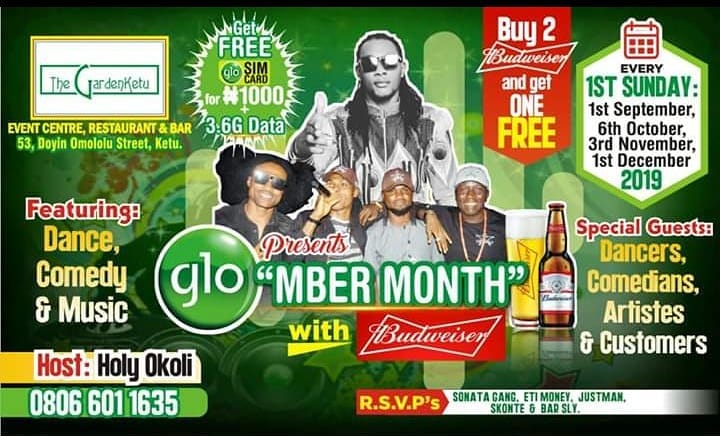 The GardenKetu
EVENT CENTRE, RESTAURANT & BAR
53, Doyin Omololu Street, Ketu.
Get
FREE
glo SIM
CARD
for ₦1000
+
3.6G Data
Buy 2
Budweiser
and get
ONE
FREE
EVERY
1ST SUNDAY:
1st September,
6th October,
3rd November,
1st December
2019
Featuring:
Dance,
Comedy
& Music
glo
Presents
"MBER MONTH"
with Budweiser
Budweiser
Budweiser
Special Guests:
Dancers,
Comedians,
Artistes
& Customers
Host: Holy Okoli
0806 601 1635
R.S.V.P's
SONATA GANG, ETI MONEY, JUSTMAN,
SKONTE & BAR SLY.